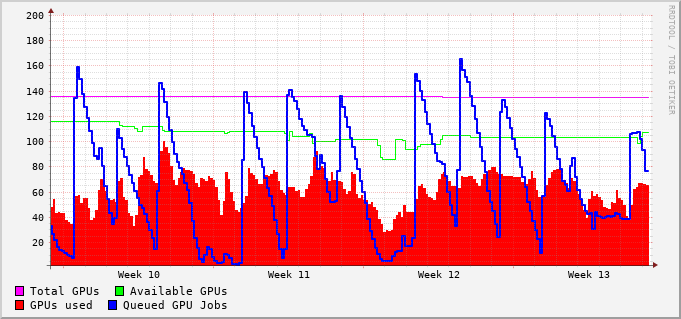 200
180
160
140
120
100
80
60
40
20
Week 10 Week 11 Week 12 Week 13
Total GPUs Available GPUs
GPUs used Queued GPU Jobs
RRDTOOL / TOBI OETIKER